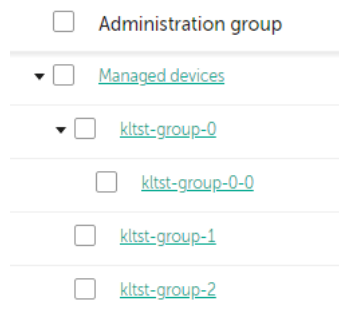 Administration group
Managed devices
kltst-group-0
kltst-group-0-0
kltst-group-1
kltst-group-2